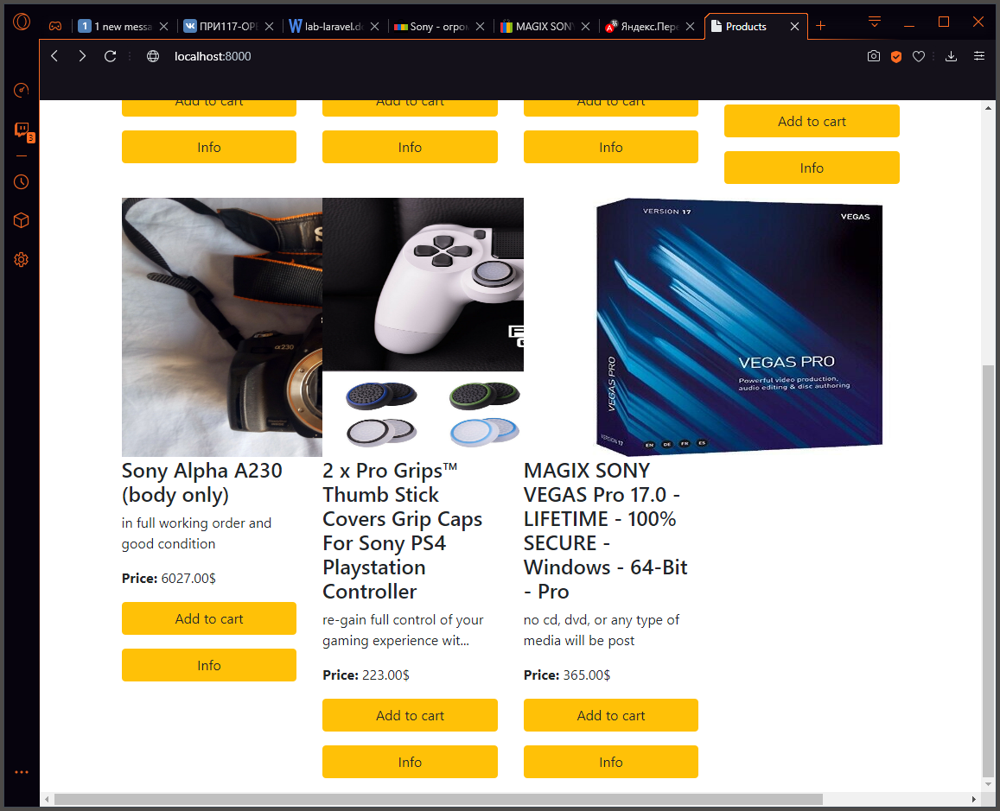 1 new messa
ПРИ117-ОР
lab-laravel.d
Sony - огро
MAGIX SON
Яндекс.Пер
Products
localhost:8000
3
Add to cart
Add to cart
Add to cart
Add to cart
Info
Info
Info
Info
α230
VERSION 17
VEGAS
VEGAS PRO
Powerful video production,
audio editing & disc authoring
VEGAS PRO
VERSION 17
EN DE FR ES
Sony Alpha A230
(body only)
in full working order and
good condition
Price: 6027.00$
Add to cart
Info
2 x Pro Grips™
Thumb Stick
Covers Grip Caps
For Sony PS4
Playstation
Controller
re-gain full control of your
gaming experience wit...
Price: 223.00$
Add to cart
Info
MAGIX SONY
VEGAS Pro 17.0 -
LIFETIME - 100%
SECURE -
Windows - 64-Bit
- Pro
no cd, dvd, or any type of
media will be post
Price: 365.00$
Add to cart
Info